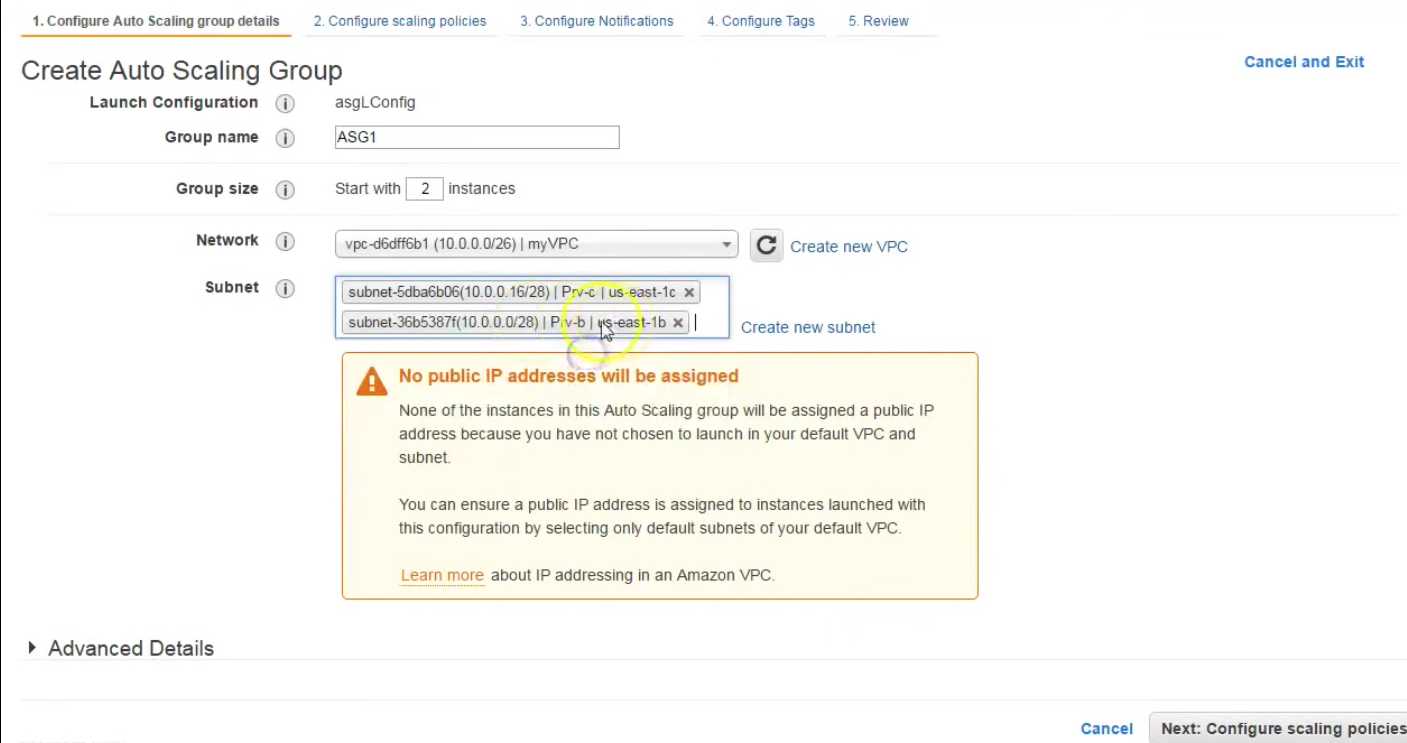 1. Configure Auto Scaling group details 2. Configure scaling policies 3. Configure Notifications 4. Configure Tags 5. Review
Cancel and Exit
Create Auto Scaling Group
Launch Configuration i asgLConfig
Group name i ASG1
Group size i Start with 2 instances
Network i vpc-d6dff6b1 (10.0.0.0/26) | myVPC Create new VPC
Subnet i subnet-5dba6b06(10.0.0.16/28) | Prv-c | us-east-1c ×
subnet-36b5387f(10.0.0.0/28) | Prv-b | us-east-1b × Create new subnet
No public IP addresses will be assigned
None of the instances in this Auto Scaling group will be assigned a public IP
address because you have not chosen to launch in your default VPC and
subnet.
You can ensure a public IP address is assigned to instances launched with
this configuration by selecting only default subnets of your default VPC.
Learn more about IP addressing in an Amazon VPC.
Advanced Details
Cancel Next: Configure scaling policies